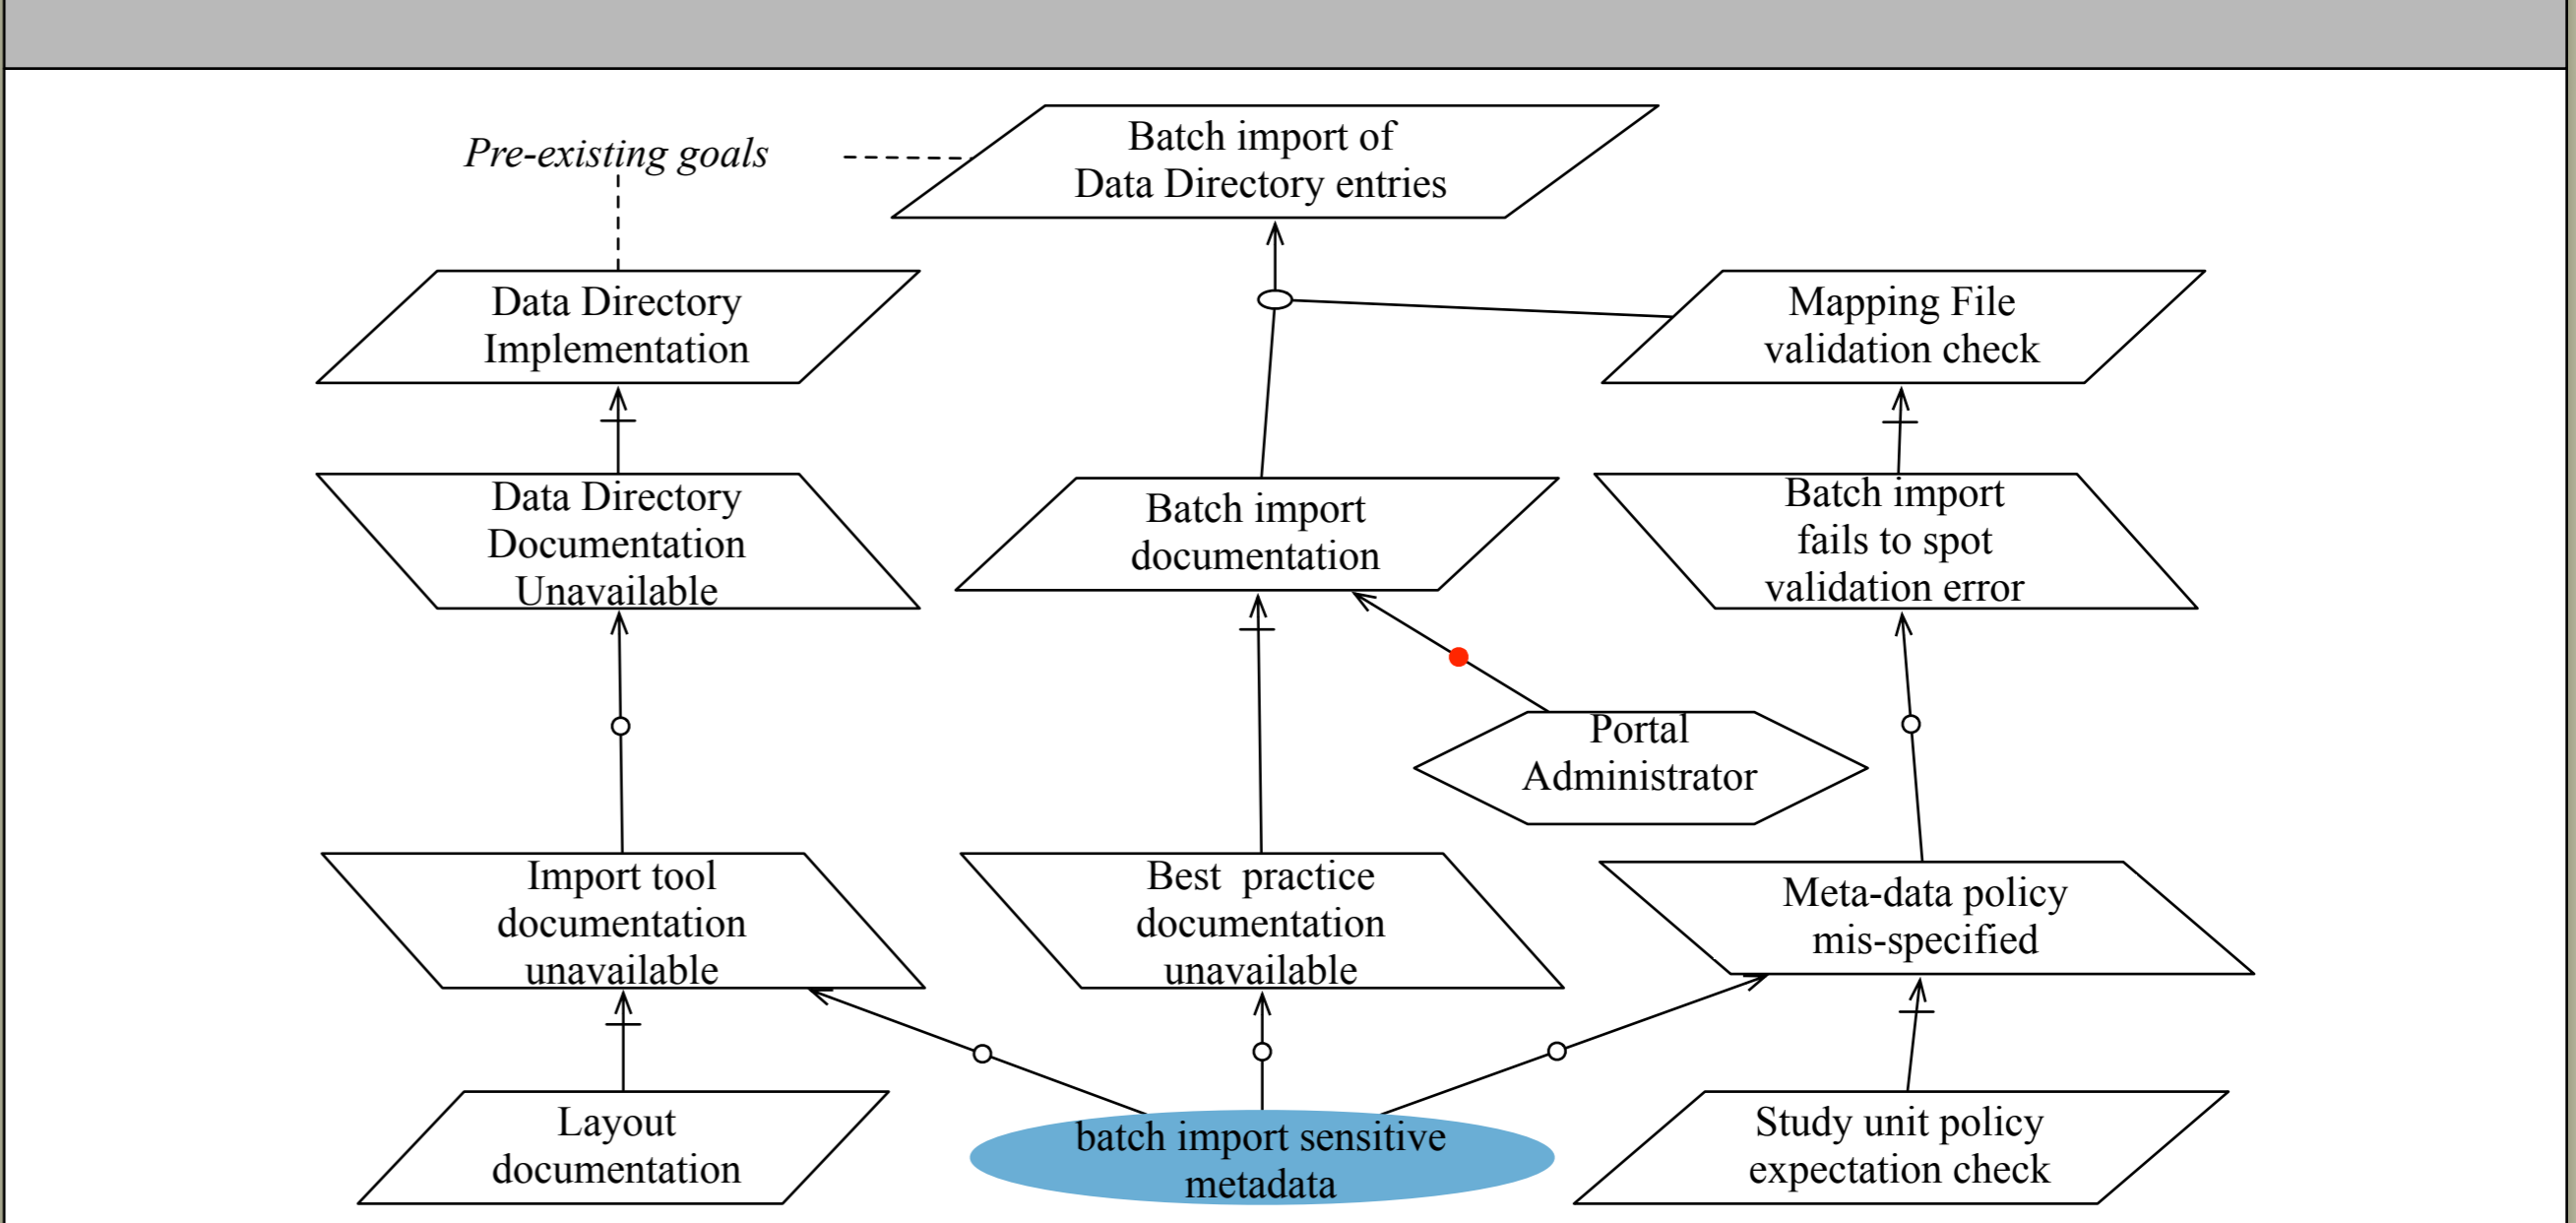 Pre-existing goals
Batch import of
Data Directory entries
Data Directory
Implementation
Mapping File
validation check
Data Directory
Documentation
Unavailable
Batch import
documentation
Batch import
fails to spot
validation error
Portal
Administrator
Import tool
documentation
unavailable
Best practice
documentation
unavailable
Meta-data policy
mis-specified
Layout
documentation
batch import sensitive
metadata
Study unit policy
expectation check